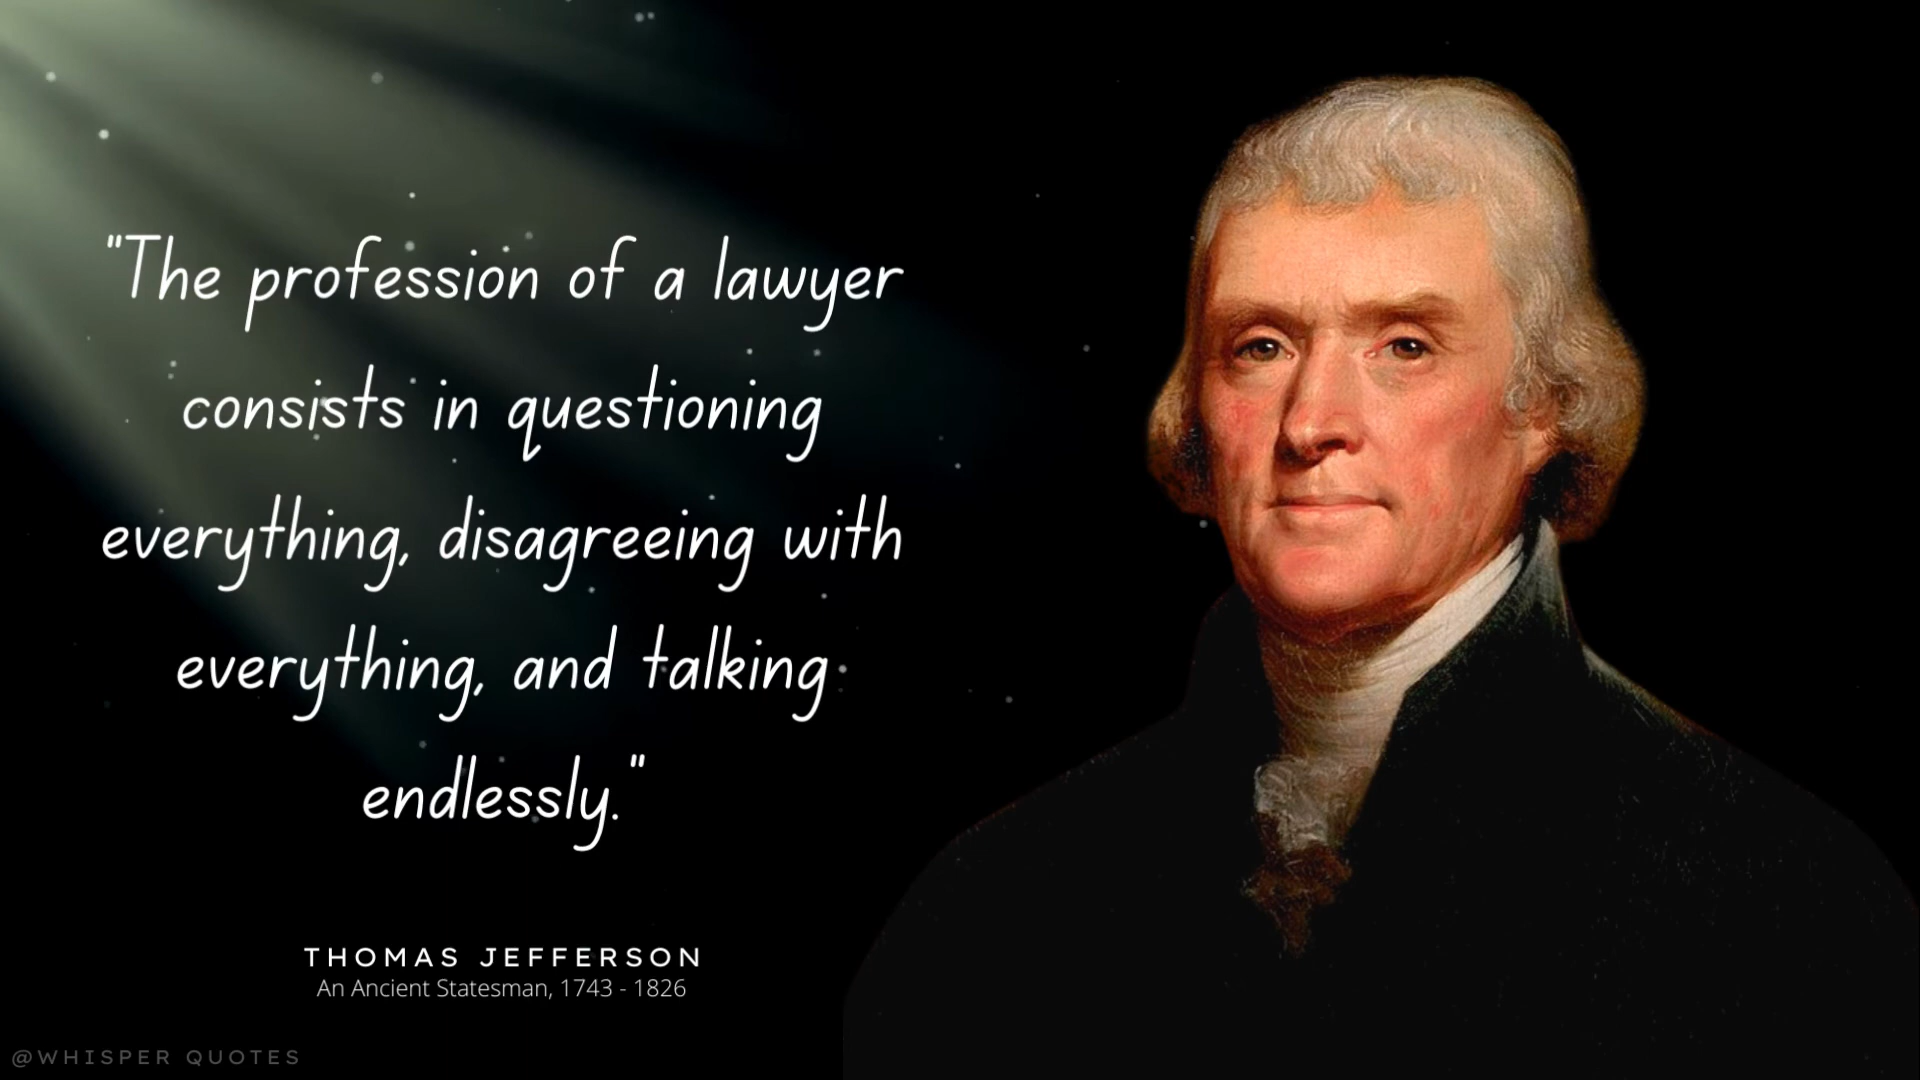 "The profession of a lawyer
consists in questioning
everything, disagreeing with
everything, and talking
endlessly."
THOMAS JEFFERSON
An Ancient Statesman, 1743 - 1826
@WHISPER QUOTES